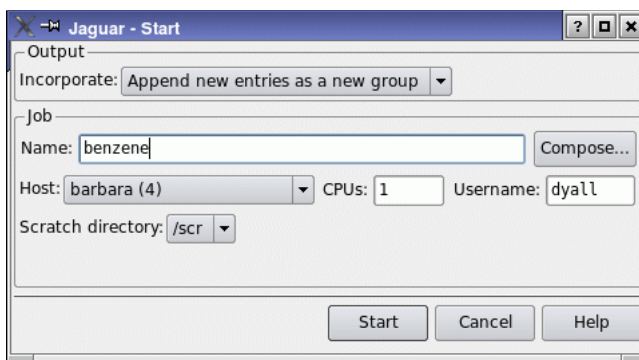 Jaguar - Start ?
Output
Incorporate: Append new entries as a new group
Job
Name: benzene Compose...
Host: barbara (4) CPUs: 1 Username: dyall
Scratch directory: /scr
Start Cancel Help